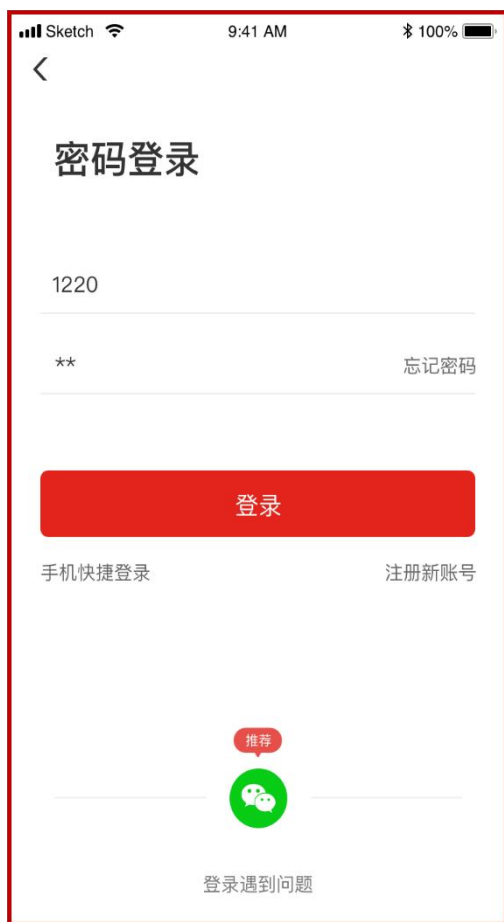 Sketch 9:41 AM 100%
密码登录
1220
** 忘记密码
登录
手机快捷登录 注册新账号
推荐
登录遇到问题